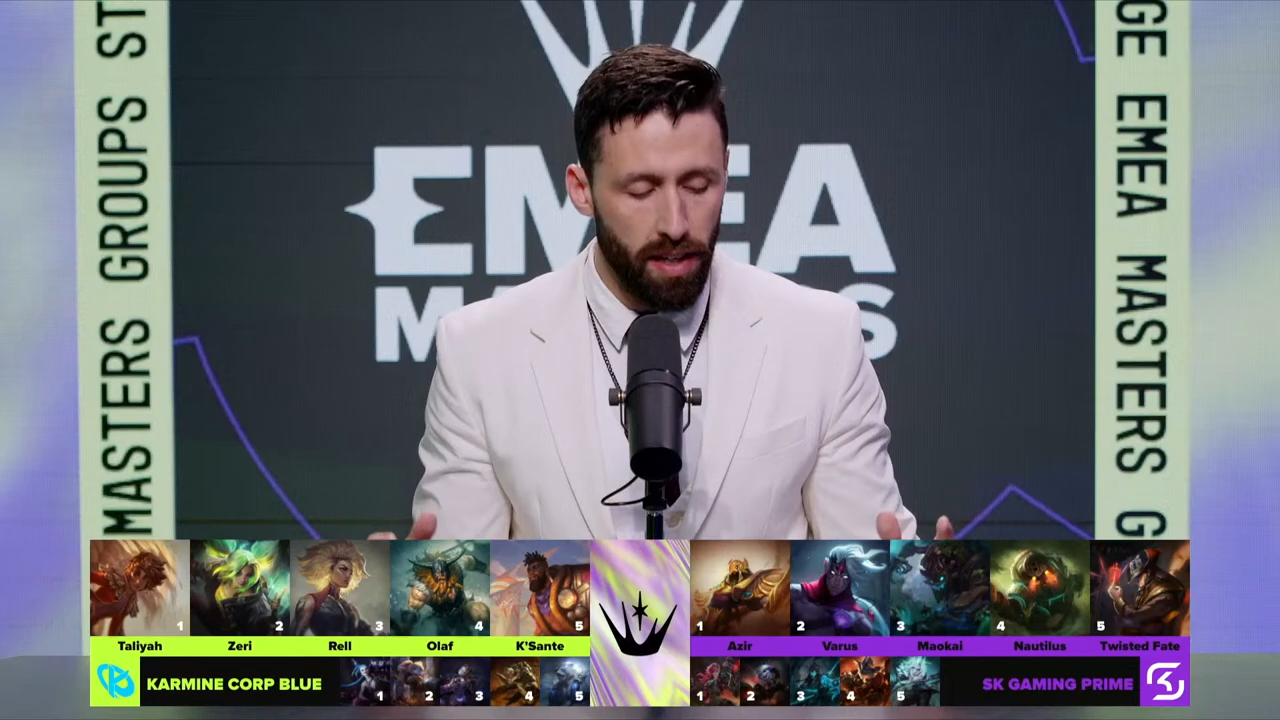 MASTERS GROUPS ST
GE EMEA MASTERS G
EMEA
MA
S
1
2
3
4
5
1
2
3
4
5
Taliyah
Zeri
Rell
Olaf
K'Sante
Azir
Varus
Maokai
Nautilus
Twisted Fate
KARMINE CORP BLUE
1
2
3
4
5
1
2
3
4
5
SK GAMING PRIME